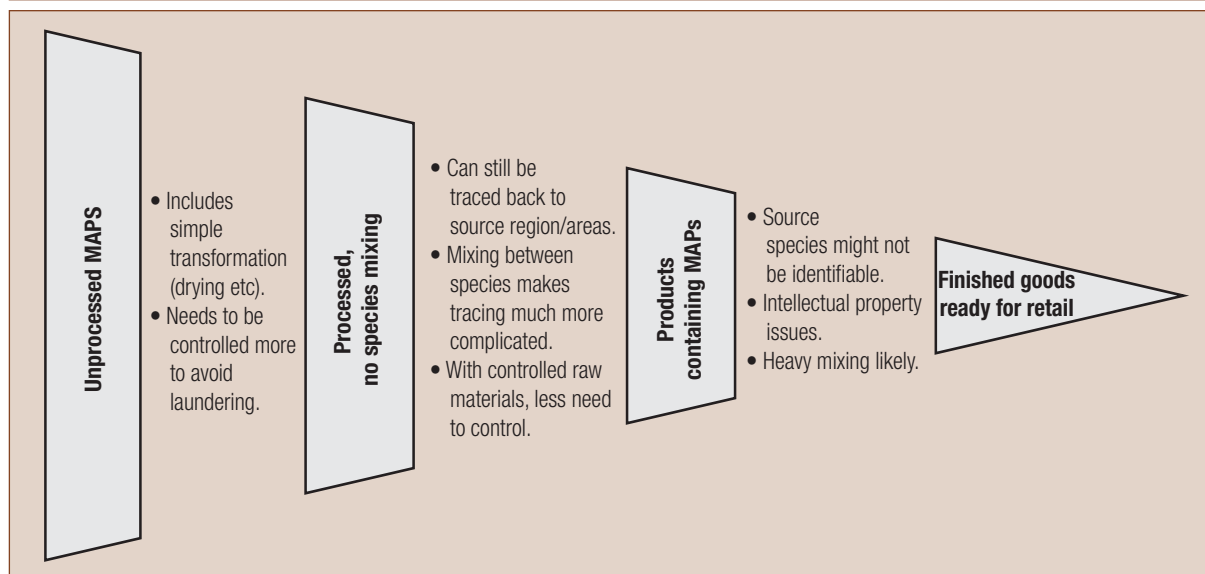 Unprocessed MAPS
• Includes
simple
transformation
(drying etc).
• Needs to be
controlled more
to avoid
laundering.
Processed,
no species mixing
• Can still be
traced back to
source region/areas.
• Mixing between
species makes
tracing much more
complicated.
• With controlled raw
materials, less need
to control.
Products
containing MAPs
• Source
species might not
be identifiable.
• Intellectual property
issues.
• Heavy mixing likely.
Finished goods
ready for retail